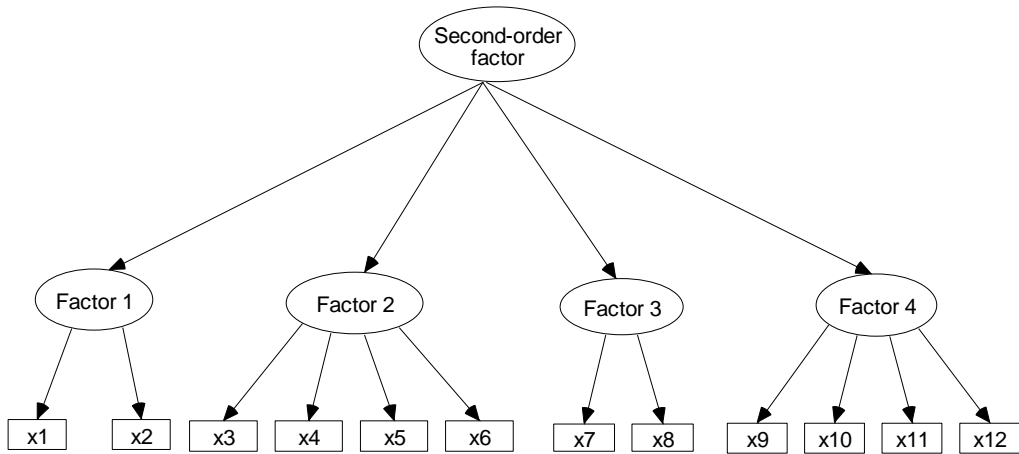 Second-order
factor
Factor 1
Factor 2
Factor 3
Factor 4
x1
x2
x3
x4
x5
x6
x7
x8
x9
x10
x11
x12